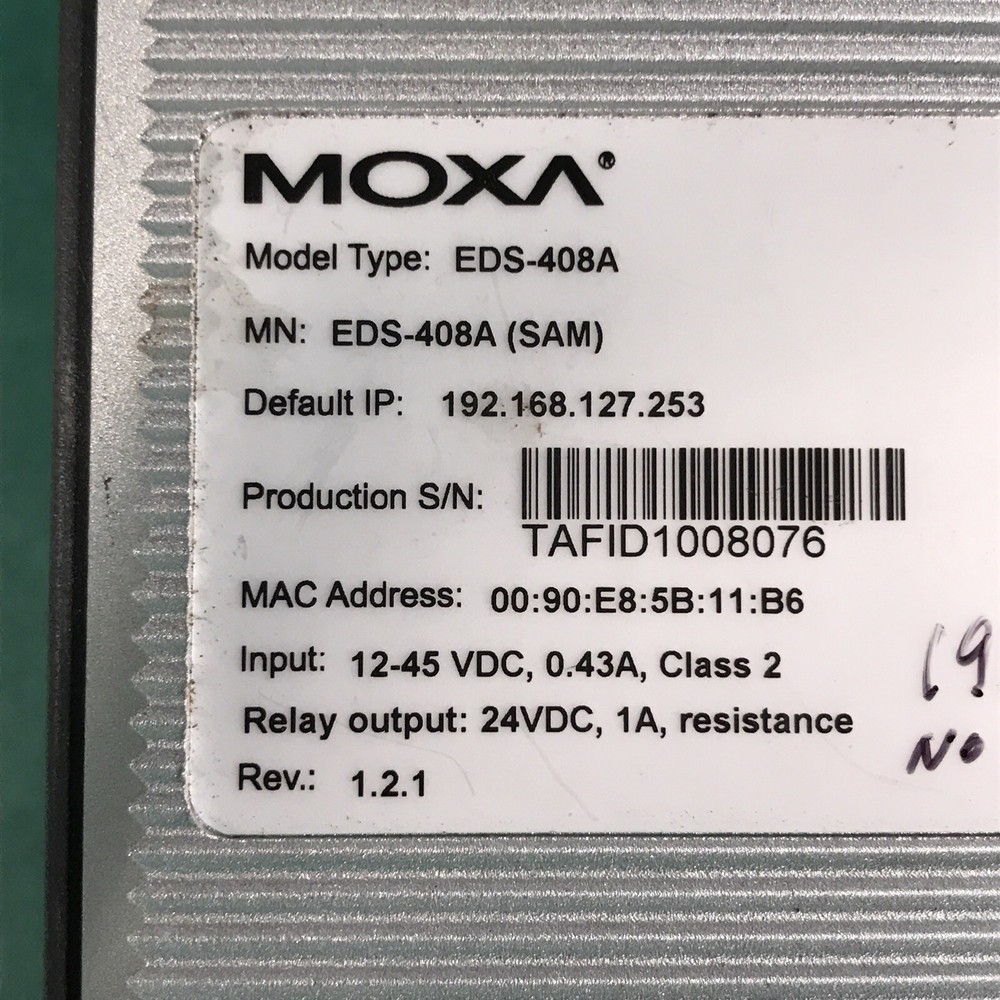 MOXA®
Model Type: EDS-408A
MN: EDS-408A (SAM)
Default IP: 192.168.127.253
Production S/N:
TAFID1008076
MAC Address: 00:90:E8:5B:11:B6
Input: 12-45 VDC, 0.43A, Class 2
19
Relay output: 24VDC, 1A, resistance
No
Rev.: 1.2.1